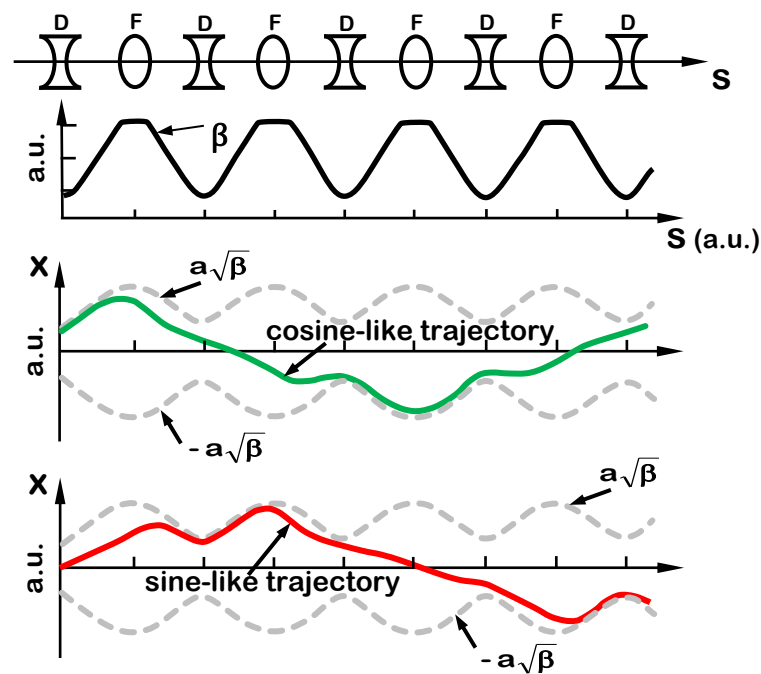 D F D F D F D F D
S
β
a.u.
S (a.u.)
x
a√β
cosine-like trajectory
a.u.
-a√β
x
a√β
a.u.
sine-like trajectory
-a√β